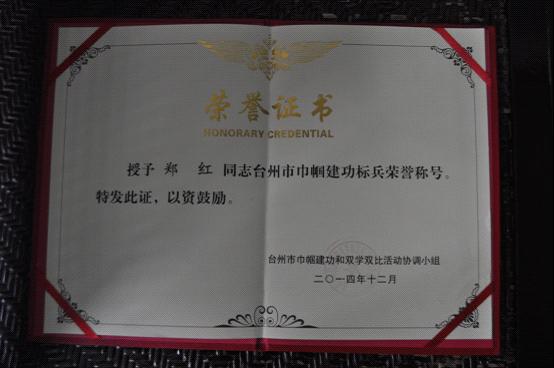 荣誉证书
HONORARY CREDENTIAL
授予 郑 红 同志台州市巾帼建功标兵荣誉称号。
特发此证，以资鼓励。
台州市巾帼建功和双学双比活动协调小组
二〇一四年十二月